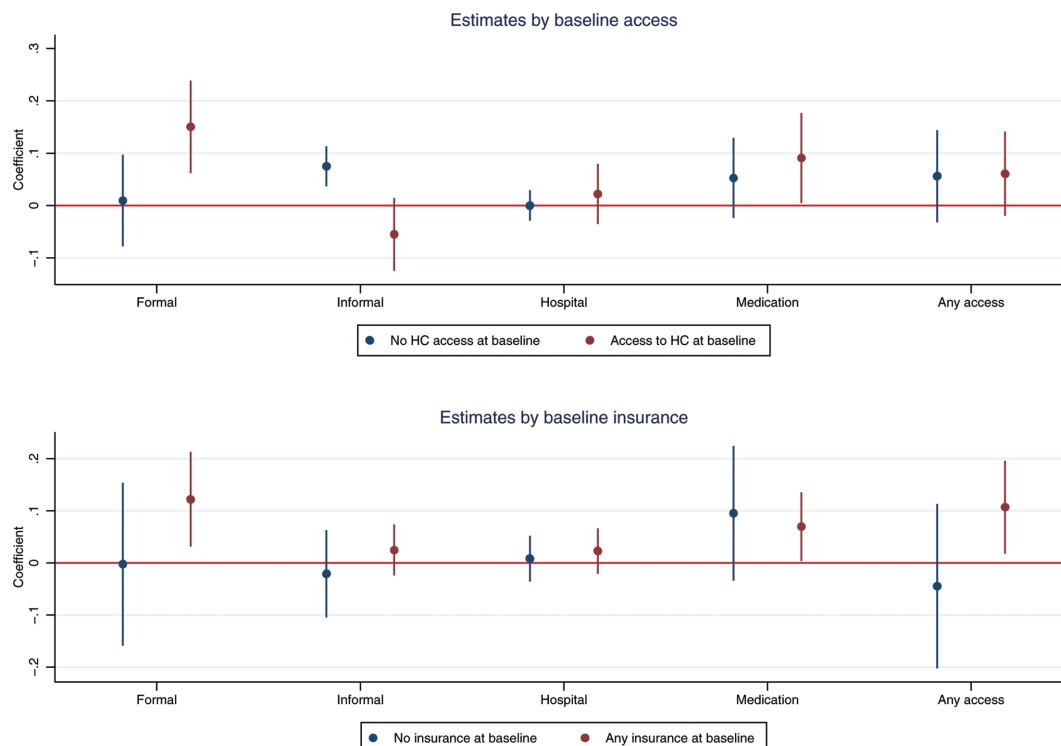 Estimates by baseline access
.3
.2
.1
0
-.1
Coefficient
Formal Informal Hospital Medication Any access
No HC access at baseline Access to HC at baseline
Estimates by baseline insurance
.2
.1
0
-.1
-.2
Coefficient
Formal Informal Hospital Medication Any access
No insurance at baseline Any insurance at baseline